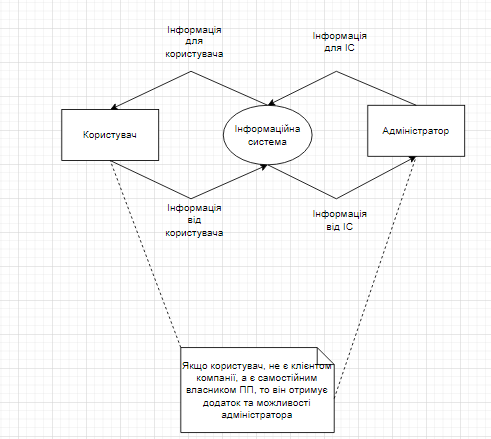 Інформація
для
користувача
Інформація
для ІС
Користувач
Інформаційна
система
Адміністратор
Інформація
від
користувача
Інформація
від ІС
Якщо користувач, не є клієнтом
компанії, а є самостійним
власником ПП, то він отримує
додаток та можливості
адміністратора